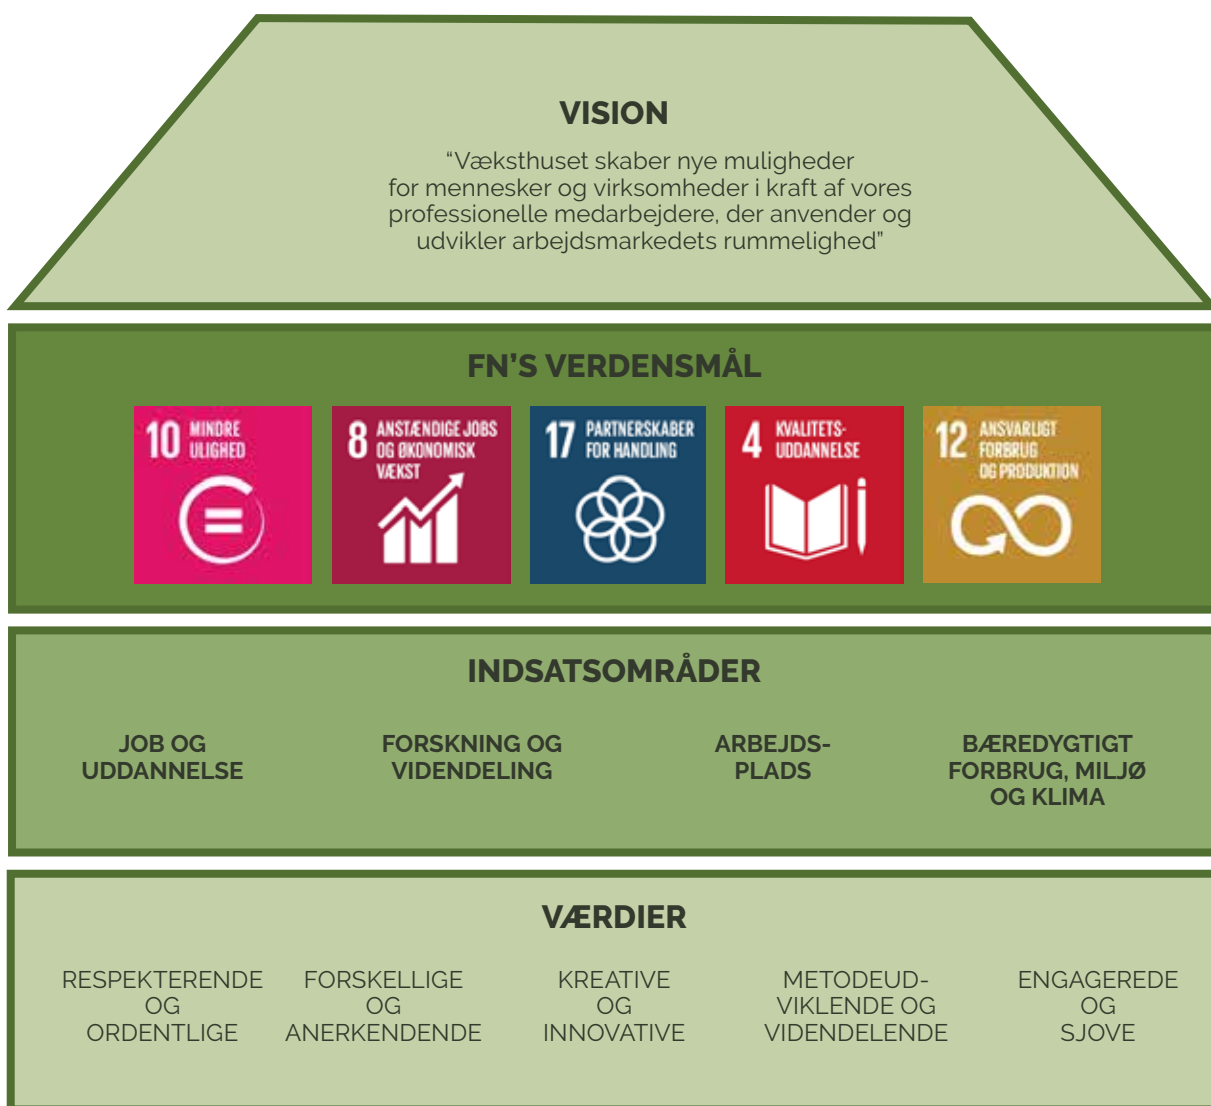 VISION
“Væksthuset skaber nye muligheder
for mennesker og virksomheder i kraft af vores
professionelle medarbejdere, der anvender og
udvikler arbejdsmarkedets rummelighed”
FN’S VERDENSMÅL
10 MINDRE
ULIGHED
8 ANSTÆNDIGE JOBS
OG ØKONOMISK
VÆKST
17 PARTNERSKABER
FOR HANDLING
4 KVALITETS-
UDDANNELSE
12 ANSVARLIGT
FORBRUG
OG PRODUKTION
INDSATSOMRÅDER
JOB OG
UDDANNELSE
FORSKNING OG
VIDENDELING
ARBEJDS-
PLADS
BÆREDYGTIGT
FORBRUG, MILJØ
OG KLIMA
VÆRDIER
RESPEKTERENDE
OG
ORDENTLIGE
FORSKELLIGE
OG
ANERKENDENDE
KREATIVE
OG
INNOVATIVE
METODEUD-
VIKLENDE OG
VIDENDELENDE
ENGAGEREDE
OG
SJOVE